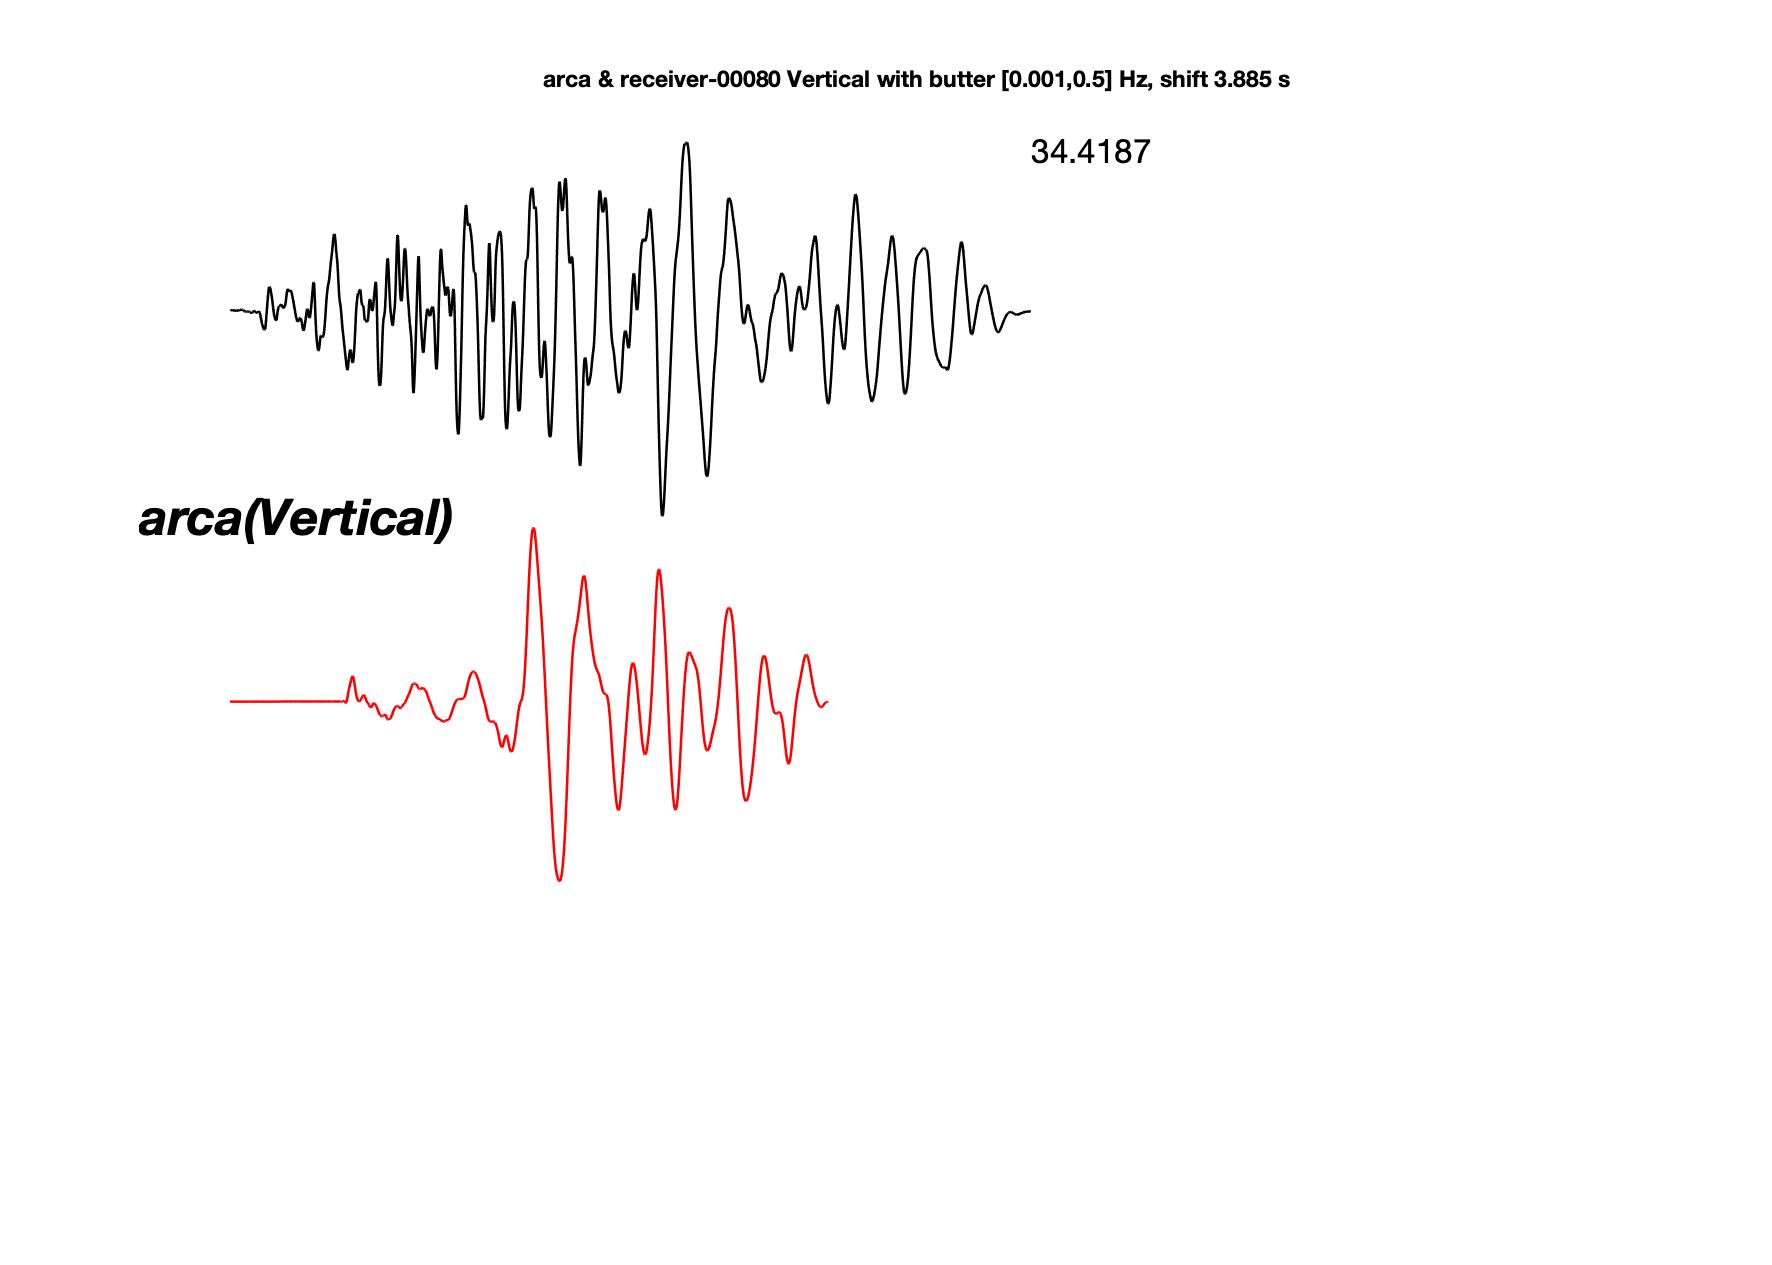 arca & receiver-00080 Vertical with butter [0.001,0.5] Hz, shift 3.885 s
34.4187
arca(Vertical)